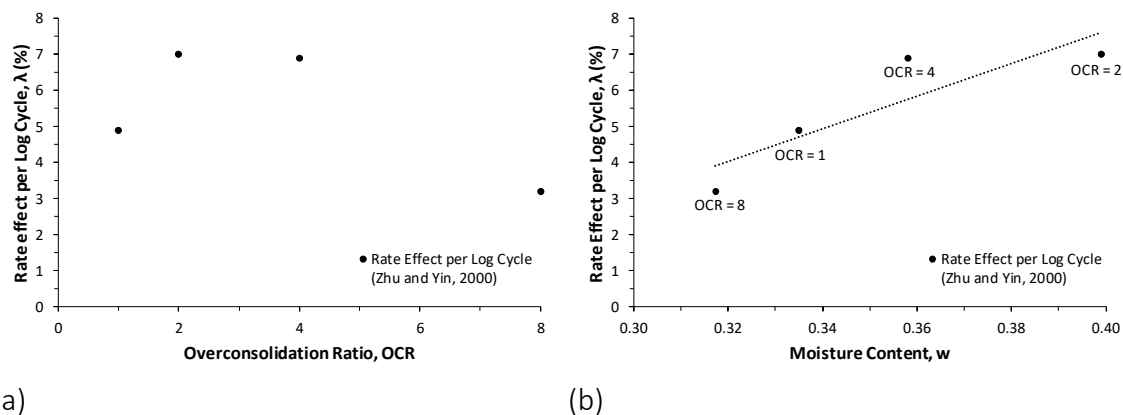 8
7
6
5
4
3
2
1
0
Rate effect per Log Cycle, λ (%)
0 2 4 6 8
Overconsolidation Ratio, OCR
Rate Effect per Log Cycle
(Zhu and Yin, 2000)
a)
8
7
6
5
4
3
2
1
0
Rate Effect per Log Cycle, λ (%)
OCR = 4
OCR = 2
OCR = 1
OCR = 8
Rate Effect per Log Cycle
(Zhu and Yin, 2000)
0.30 0.32 0.34 0.36 0.38 0.40
Moisture Content, w
(b)